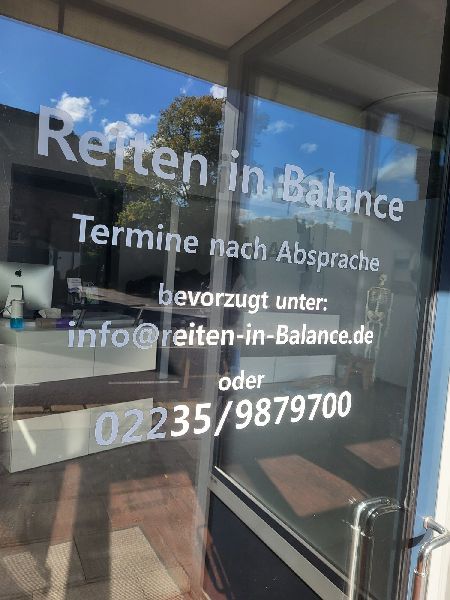 Reiten in Balance
Termine nach Absprache
bevorzugt unter:
info@reiten-in-Balance.de
oder
02235/9879700